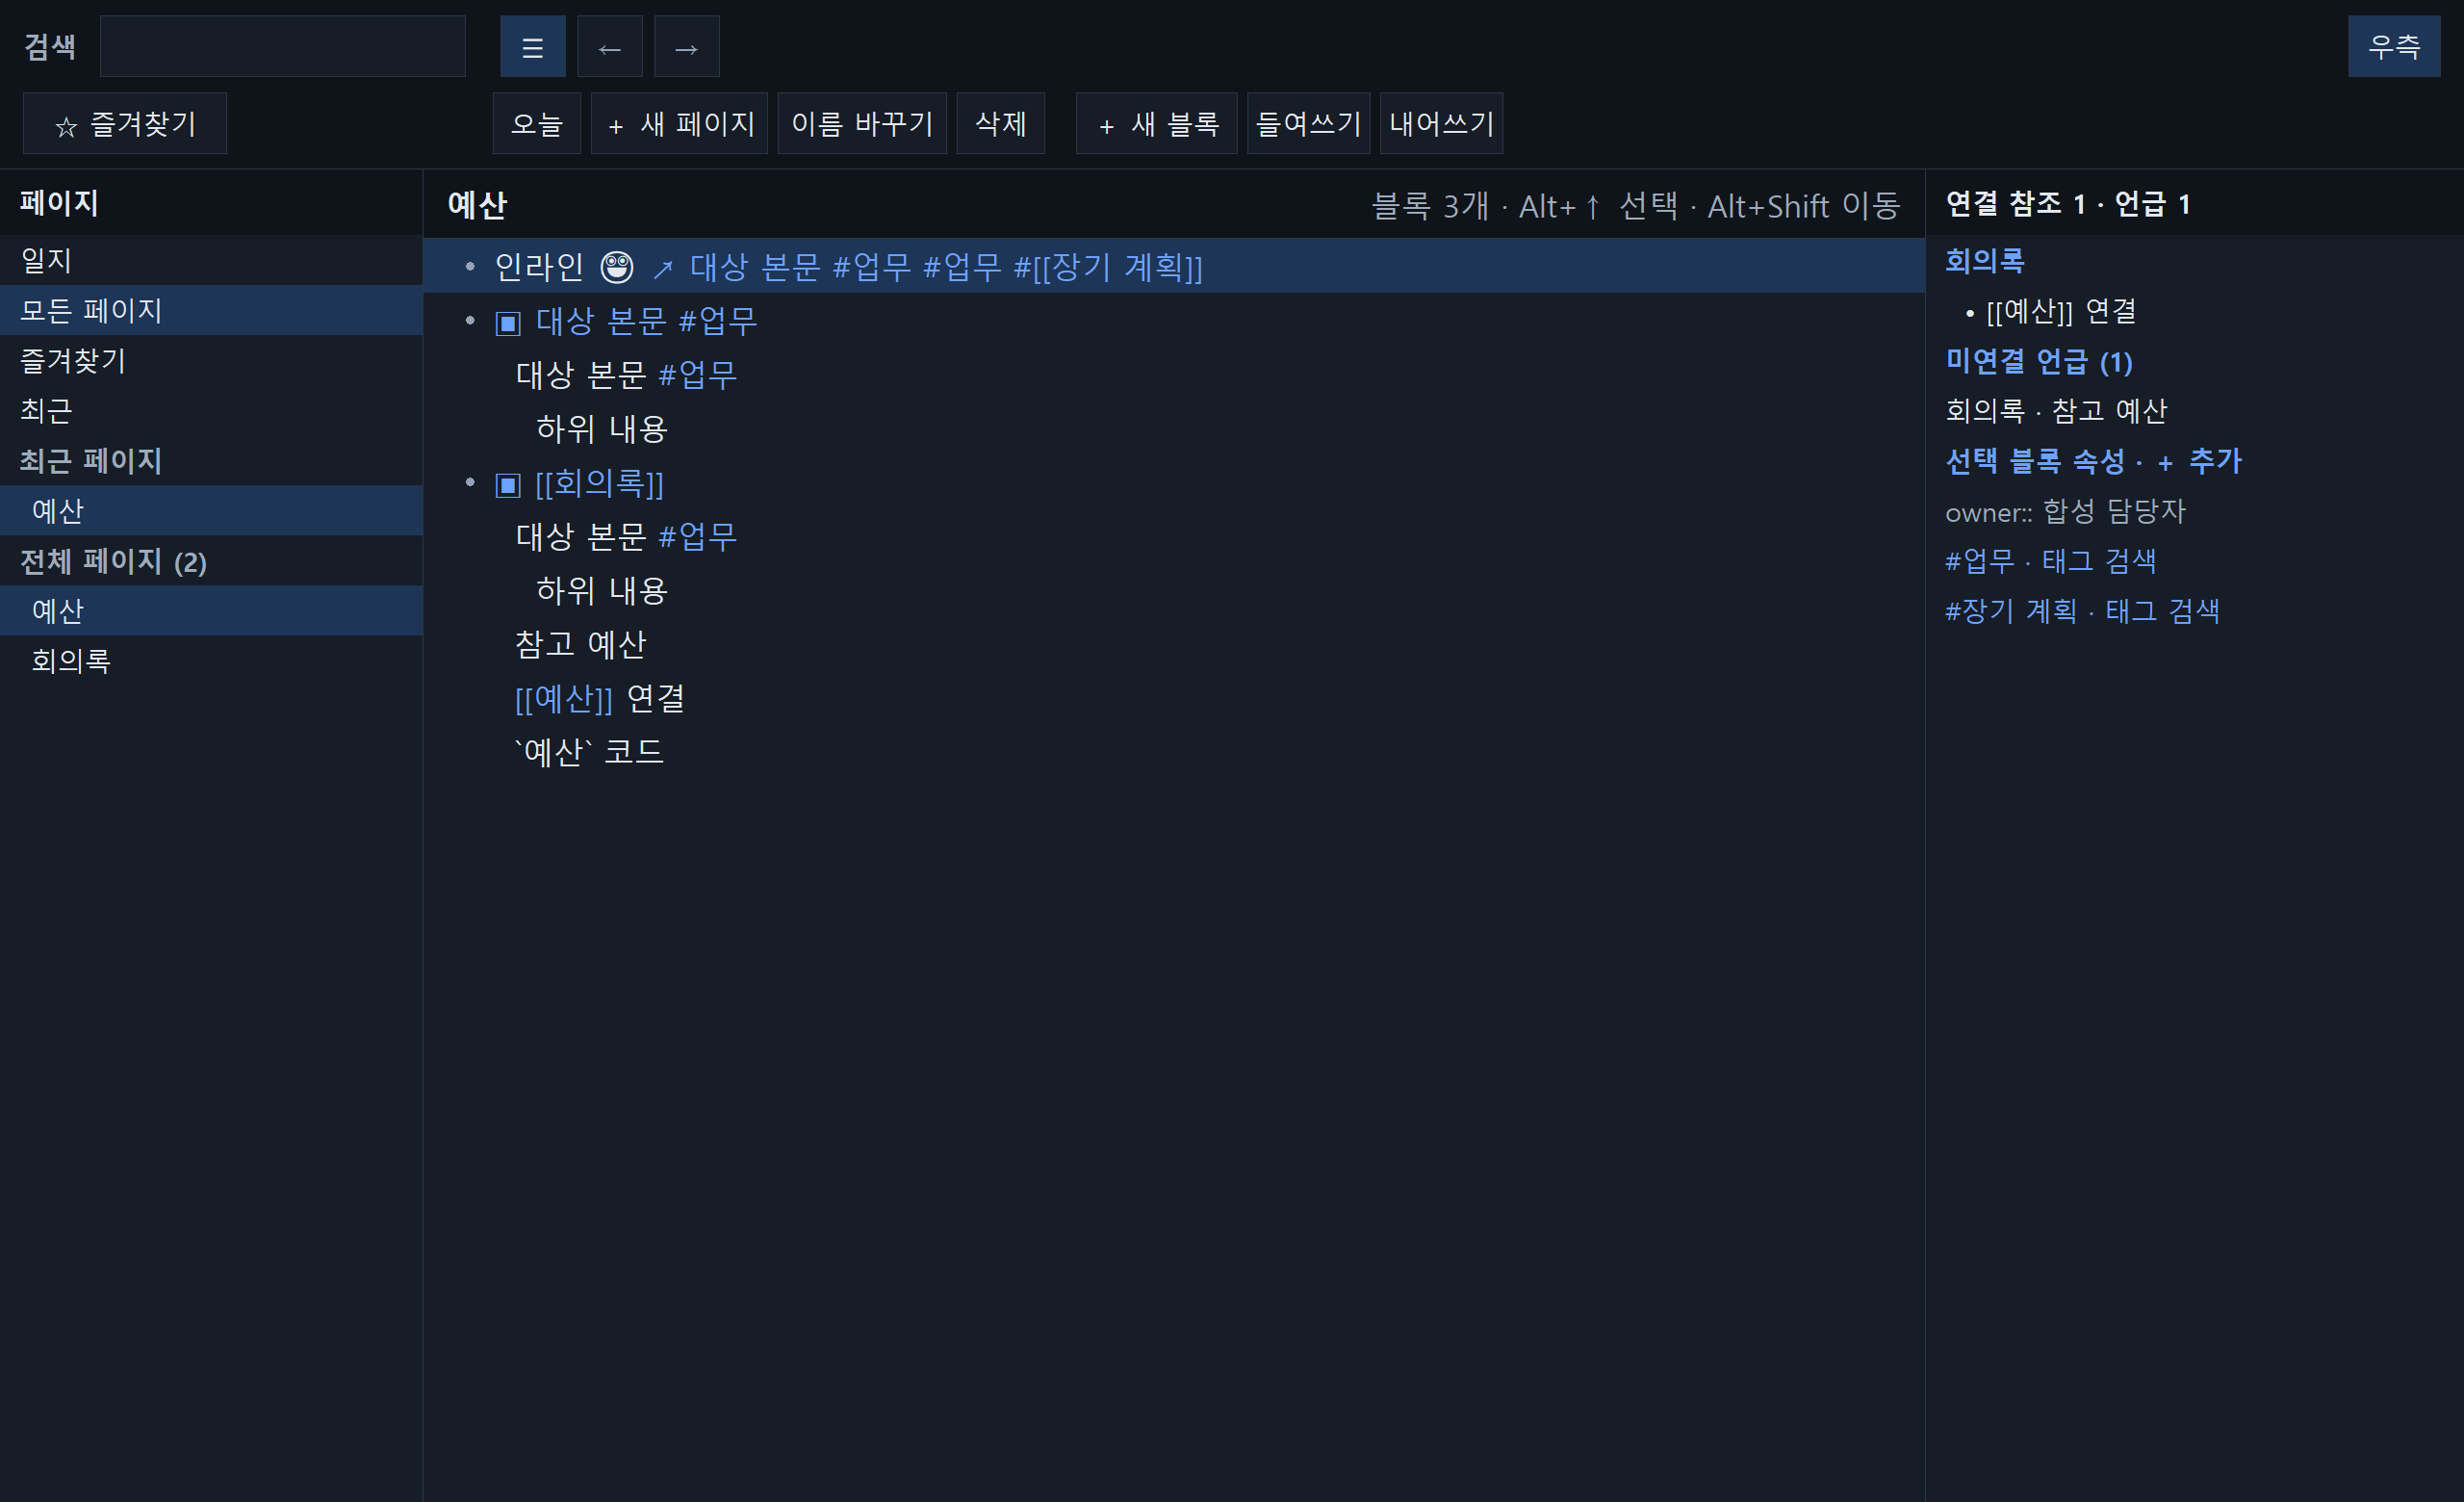 검색 ☰ ← → 우측
☆ 즐겨찾기 오늘 + 새 페이지 이름 바꾸기 삭제 + 새 블록 들여쓰기 내어쓰기
페이지
일지
모든 페이지
즐겨찾기
최근
최근 페이지
예산
전체 페이지 (2)
예산
회의록
예산 블록 3개 · Alt+↑ 선택 · Alt+Shift 이동
• 인라인 😀 ↗ 대상 본문 #업무 #업무 #[[장기 계획]]
• ▣ 대상 본문 #업무
대상 본문 #업무
하위 내용
• ▣ [[회의록]]
대상 본문 #업무
하위 내용
참고 예산
[[예산]] 연결
`예산` 코드
연결 참조 1 · 언급 1
회의록
• [[예산]] 연결
미연결 언급 (1)
회의록 · 참고 예산
선택 블록 속성 · + 추가
owner:: 합성 담당자
#업무 · 태그 검색
#장기 계획 · 태그 검색